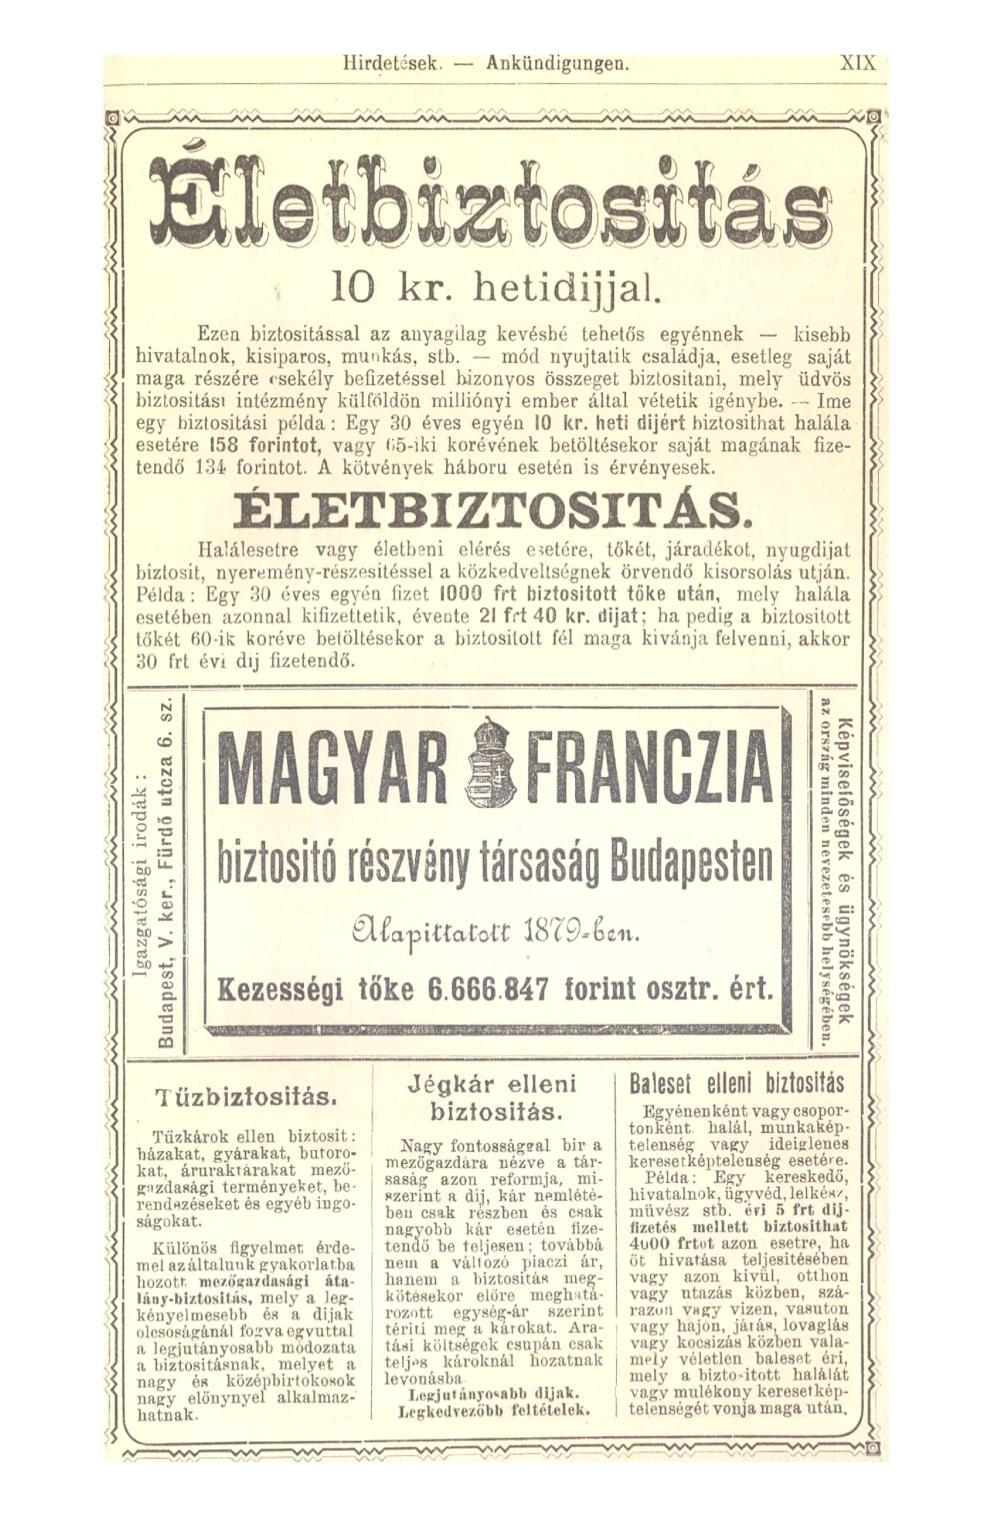 Hirdetések. — Ankündigungen. XIX
Életbiztositás
10 kr. hetidijjal.
Ezen biztositással az anyagilag kevésbé tehetős egyénnek — kisebb
hivatalnok, kisiparos, munkás, stb. — mód nyujtatik családja, esetleg saját
maga részére csekély befizetéssel bizonyos összeget biztositani, mely üdvös
biztositási intézmény külföldön milliónyi ember által vétetik igénybe. — Ime
egy biztositási példa: Egy 30 éves egyén 10 kr. heti dijért biztosithat halála
esetére 158 forintot, vagy 65-iki korévének betöltésekor saját magának fize-
tendő 134 forintot. A kötvények háboru esetén is érvényesek.
ÉLETBIZTOSITÁS.
Halálesetre vagy életbeni elérés esetére, tőkét, járadékot, nyugdijat
biztosit, nyeremény-részesitéssel a közkedveltségnek örvendő kisorsolás utján.
Példa: Egy 30 éves egyén fizet 1000 frt biztositott tőke után, mely halála
esetében azonnal kifizettetik, évente 21 frt 40 kr. dijat; ha pedig a biztositott
tőkét 60-ik koréve betöltésekor a biztositott fél maga kivánja felvenni, akkor
30 frt évi dij fizetendő.
Igazgatósági irodák:
Budapest, V. ker., Fürdő utcza 6. sz.
MAGYAR FRANCZIA
biztositó részvény társaság Budapesten
Alapittatott 1879-ben.
Kezességi tőke 6.666.847 forint osztr. ért.
Képviselőségek és ügynökségek
az ország minden nevezetesebb helységében.
Tűzbiztositás.
Tűzkárok ellen biztosit:
házakat, gyárakat, butoro-
kat, áruraktárakat mező-
gazdasági terményeket, be-
rendezéseket és egyéb ingo-
ságokat.
Különös figyelmet érde-
mel az általunk gyakorlatba
hozott mezőgazdasági áta-
lány-biztositás, mely a leg-
kényelmesebb és a dijak
olcsóságánál fogva egyuttal
a legjutányosabb módozata
a biztositásnak, melyet a
nagy és középbirtokosok
nagy előnynyel alkalmaz-
hatnak.
Jégkár elleni
biztositás.
Nagy fontossággal bir a
mezőgazdára nézve a tár-
saság azon reformja, mi-
szerint a dij, kár nemlété-
ben csak részben és csak
nagyobb kár esetén fize-
tendő be teljesen; továbbá
nem a változó piaczi ár,
hanem a biztositás meg-
kötésekor előre meghatá-
rozott egység-ár szerint
tériti meg a károkat. Ara-
tási költségek csupán csak
teljes károknál hozatnak
levonásba.
Legjutányosabb dijak.
Legkedvezőbb feltételek.
Baleset elleni biztositás
Egyénenként vagy csopor-
tonként halál, munkakép-
telenség vagy ideiglenes
keresetképtelenség esetére.
Példa: Egy kereskedő,
hivatalnok, ügyvéd, lelkész,
művész stb. évi 5 frt dij-
fizetés mellett biztosithat
4000 frtot azon esetre, ha
őt hivatása teljesitésében
vagy azon kivül, otthon
vagy utazás közben, szá-
razon vagy vizen, vasuton
vagy hajón, járás, lovaglás
vagy kocsizás közben vala-
mely véletlen baleset éri,
mely a biztositott halálát
vagy mulékony keresetkép-
telenségét vonja maga után.